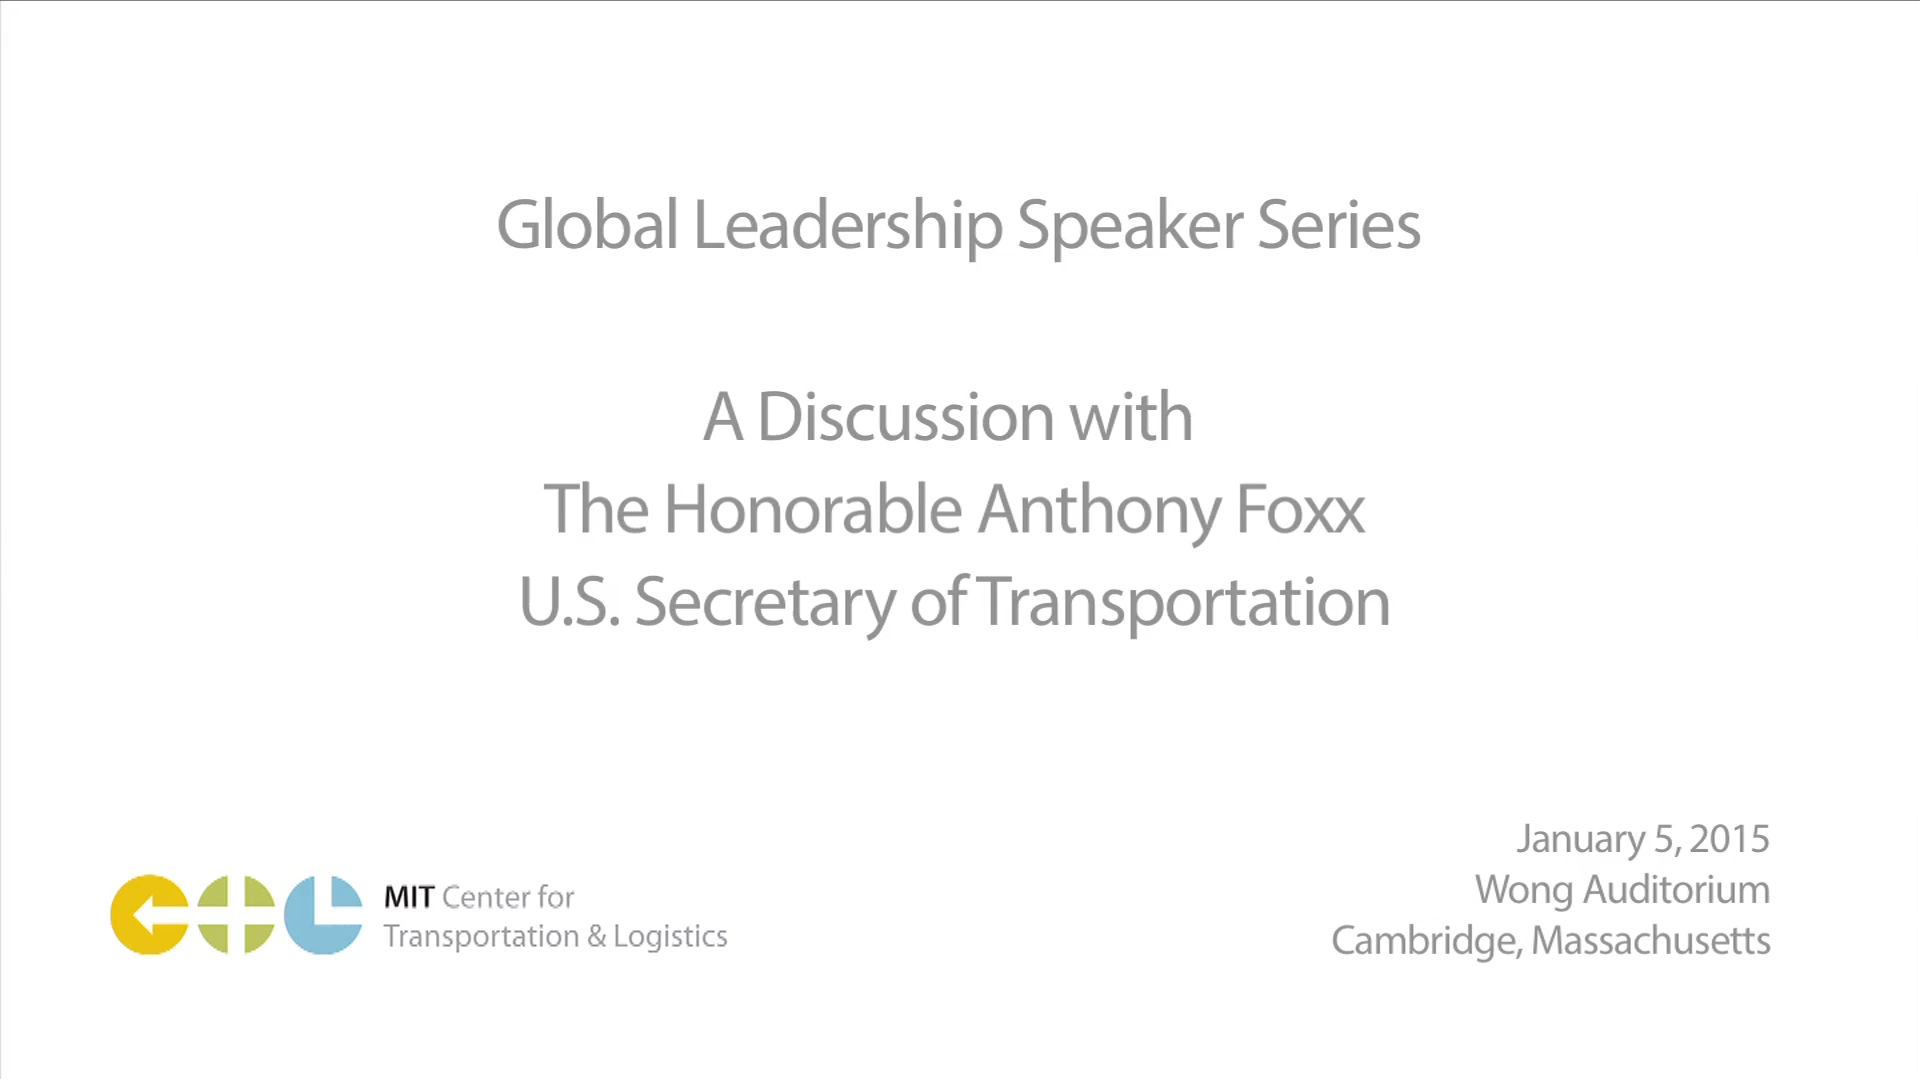 Global Leadership Speaker Series
A Discussion with
The Honorable Anthony Foxx
U.S. Secretary of Transportation
January 5, 2015
Wong Auditorium
Cambridge, Massachusetts
MIT Center for
Transportation & Logistics